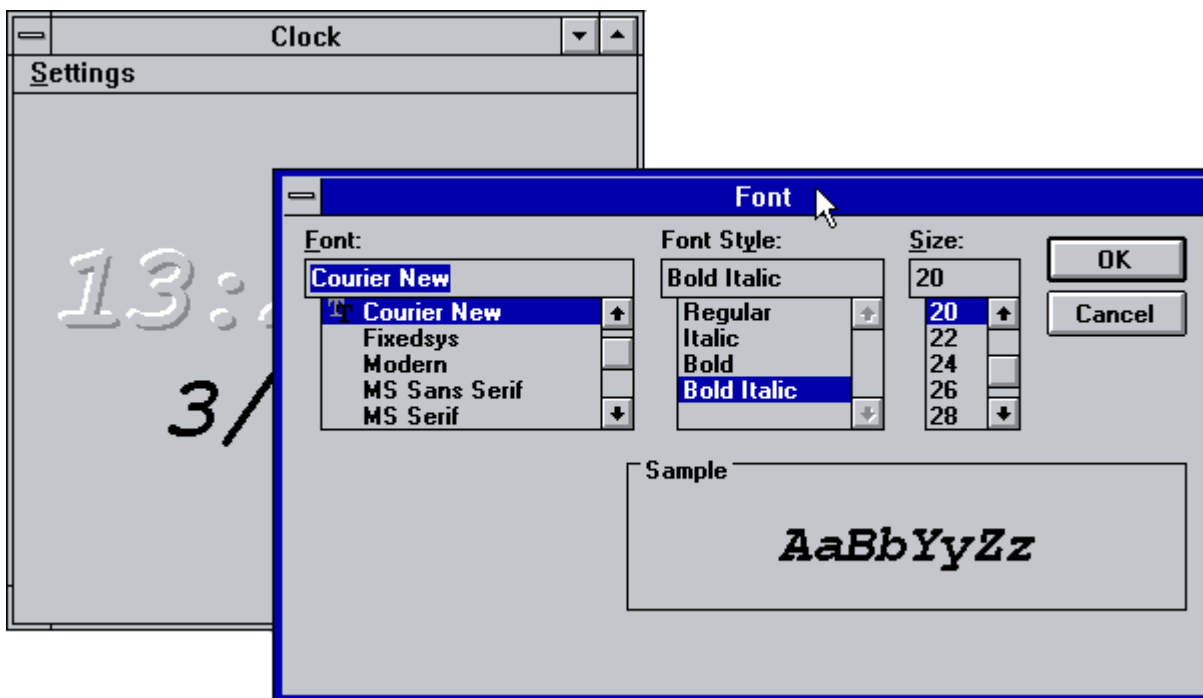 Clock
Settings
13:
3/
Font
Font:
Courier New
Courier New
Fixedsys
Modern
MS Sans Serif
MS Serif
Font Style:
Bold Italic
Regular
Italic
Bold
Bold Italic
Size:
20
20
22
24
26
28
OK
Cancel
Sample
AaBbYyZz